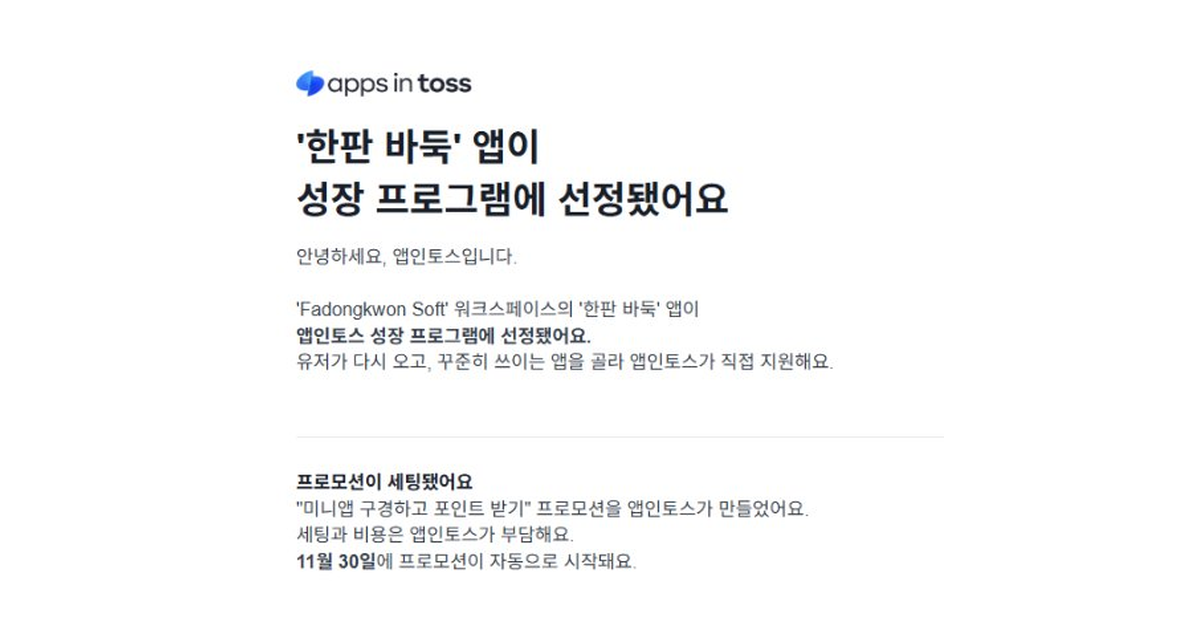 apps in toss
'한판 바둑' 앱이
성장 프로그램에 선정됐어요
안녕하세요, 앱인토스입니다.
'Fadongkwon Soft' 워크스페이스의 '한판 바둑' 앱이
앱인토스 성장 프로그램에 선정됐어요.
유저가 다시 오고, 꾸준히 쓰이는 앱을 골라 앱인토스가 직접 지원해요.
프로모션이 세팅됐어요
"미니앱 구경하고 포인트 받기" 프로모션을 앱인토스가 만들었어요.
세팅과 비용은 앱인토스가 부담해요.
11월 30일에 프로모션이 자동으로 시작돼요.